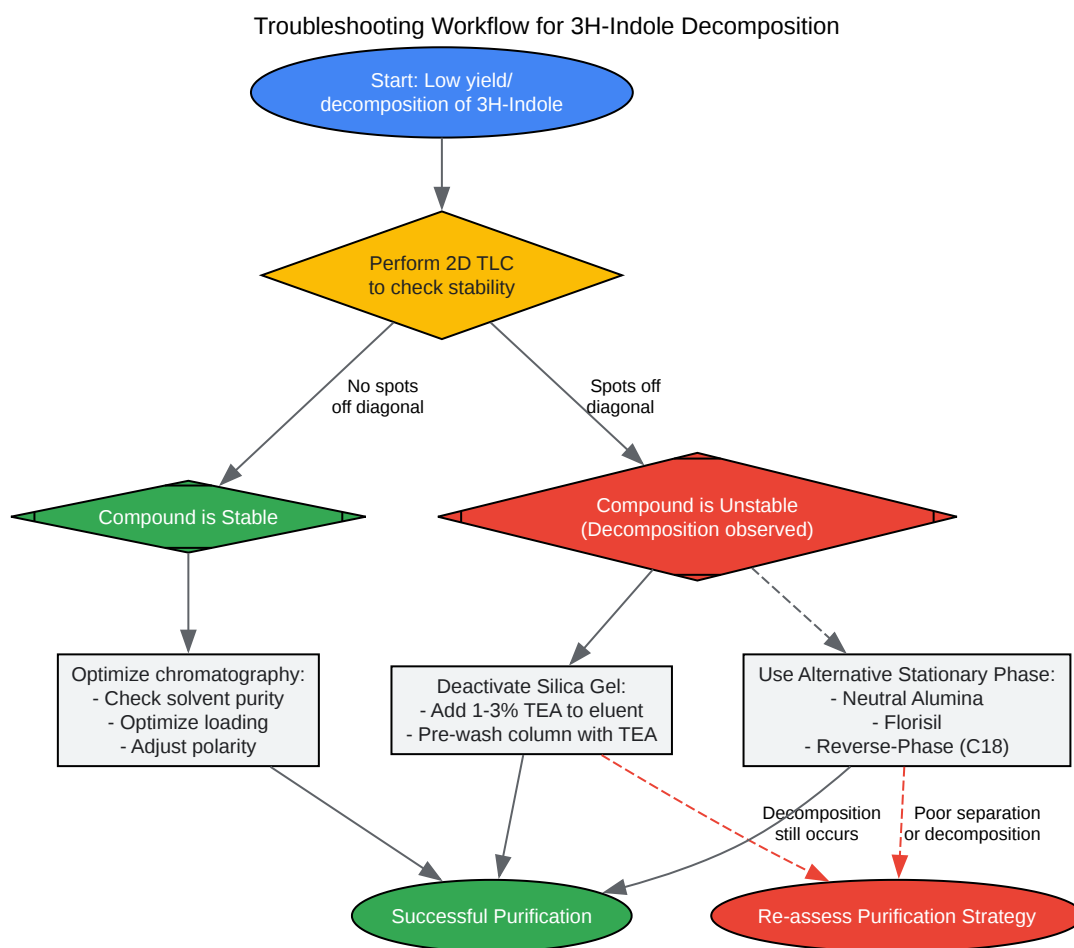 Troubleshooting Workflow for 3H-Indole Decomposition
Start: Low yield/
decomposition of 3H-Indole
Perform 2D TLC
to check stability
No spots
off diagonal
Spots off
diagonal
Compound is Stable
Compound is Unstable
(Decomposition observed)
Optimize chromatography:
- Check solvent purity
- Optimize loading
- Adjust polarity
Deactivate Silica Gel:
- Add 1-3% TEA to eluent
- Pre-wash column with TEA
Use Alternative Stationary Phase:
- Neutral Alumina
- Florisil
- Reverse-Phase (C18)
Decomposition
still occurs
Poor separation
or decomposition
Successful Purification
Re-assess Purification Strategy